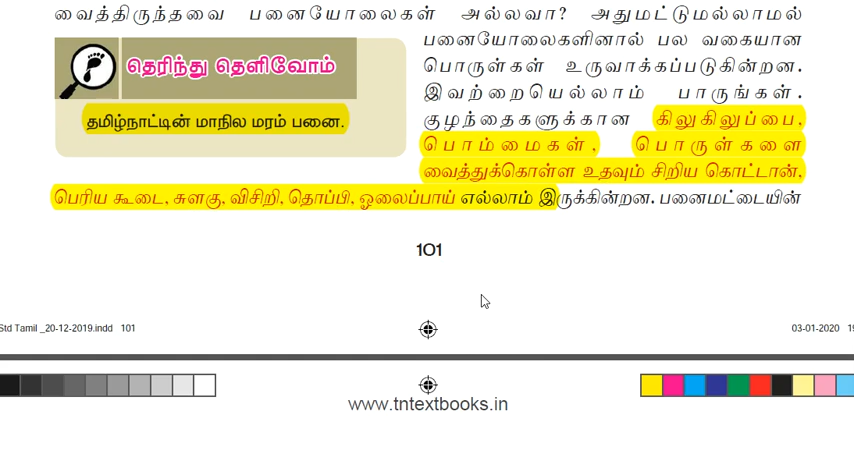 வைத்திருந்தவை பனையோலைகள் அல்லவா? அதுமட்டுமல்லாமல்
பனையோலைகளினால் பல வகையான
தெரிந்து தெளிவோம்
பொருள்கள் உருவாக்கப்படுகின்றன.
இவற்றையெல்லாம் பாருங்கள்.
தமிழ்நாட்டின் மாநில மரம் பனை.
குழந்தைகளுக்கான கிலுகிலுப்பை,
பொம்மைகள், பொருள்களை
வைத்துக்கொள்ள உதவும் சிறிய கொட்டான்,
பெரிய கூடை, சுளகு, விசிறி, தொப்பி, ஓலைப்பாய் எல்லாம் இருக்கின்றன. பனைமட்டையின்
101
Std Tamil _20-12-2019.indd 101
03-01-2020
www.tntextbooks.in